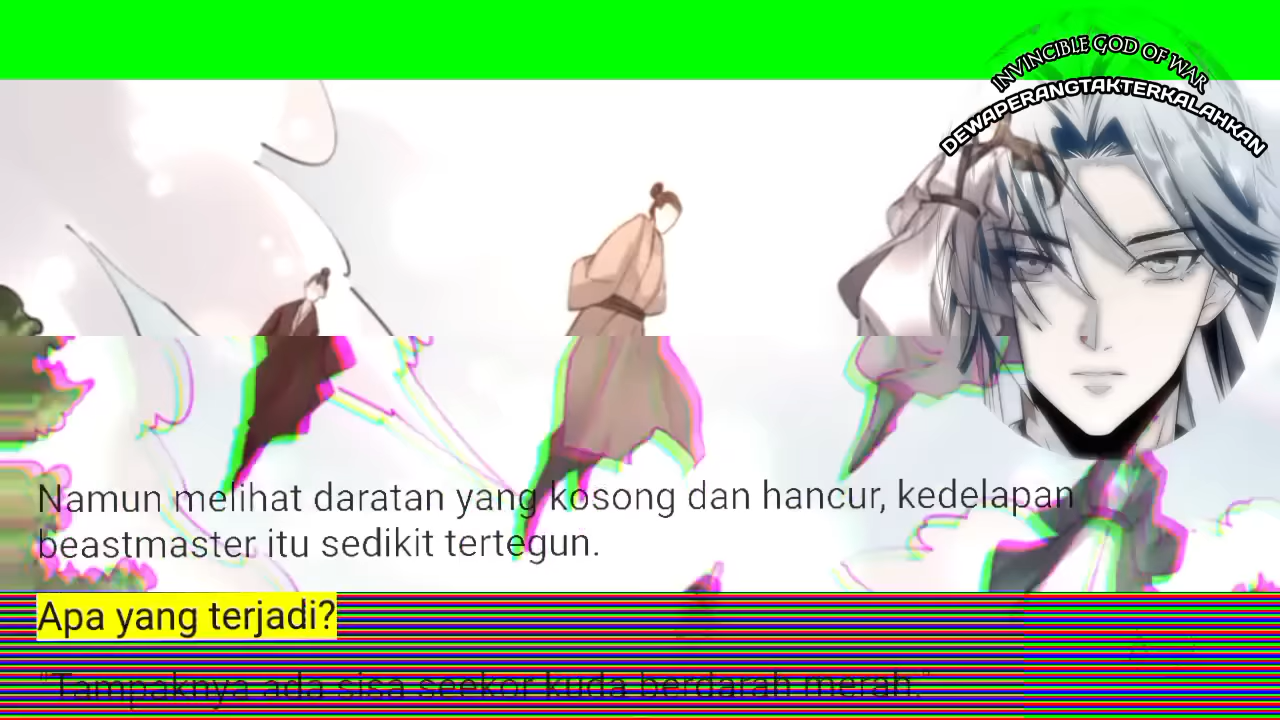 INVINCIBLE GOD OF WAR
DEWAPERANGTAKTERKALAHKAN
Namun melihat daratan yang kosong dan hancur, kedelapan
beastmaster itu sedikit tertegun.
Apa yang terjadi?
"Tampaknya ada sisa seekor kuda berdarah merah."